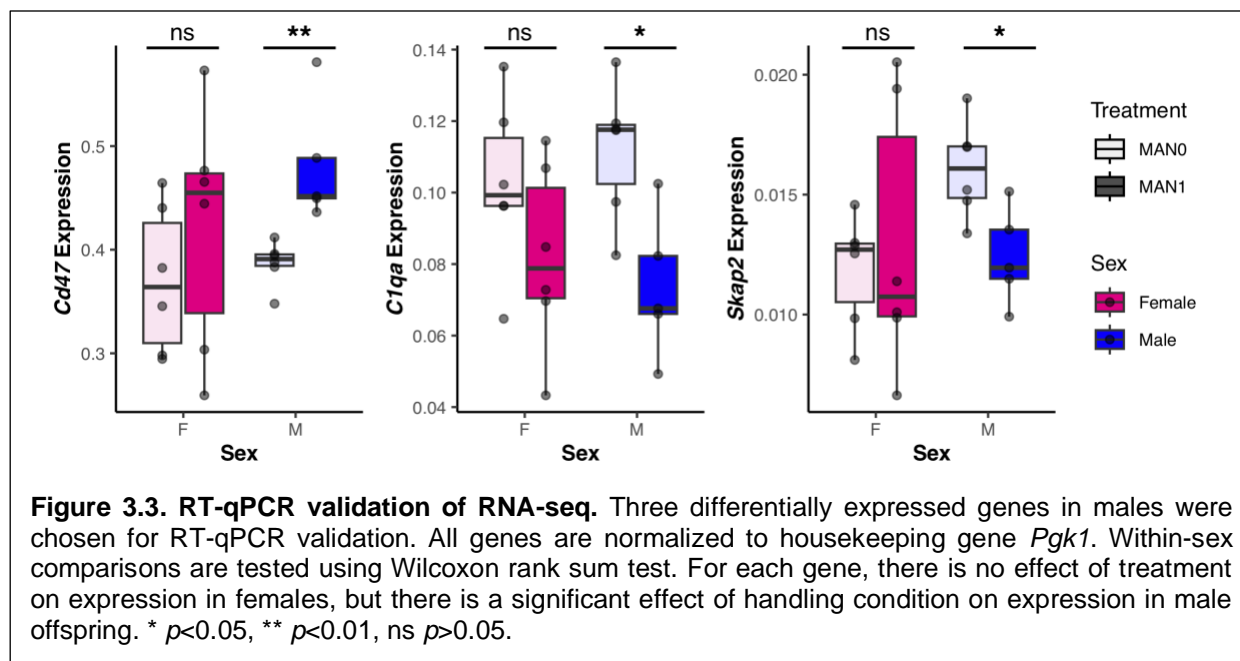 ns
**
ns
*
ns
*
Cd47 Expression
0.5
0.4
0.3
F
M
Sex
C1qa Expression
0.14
0.12
0.10
0.08
0.06
0.04
F
M
Sex
Skap2 Expression
0.020
0.015
0.010
F
M
Sex
Treatment
MAN0
MAN1
Sex
Female
Male
Figure 3.3. RT-qPCR validation of RNA-seq. Three differentially expressed genes in males were
chosen for RT-qPCR validation. All genes are normalized to housekeeping gene Pgk1. Within-sex
comparisons are tested using Wilcoxon rank sum test. For each gene, there is no effect of treatment
on expression in females, but there is a significant effect of handling condition on expression in male
offspring. * p<0.05, ** p<0.01, ns p>0.05.